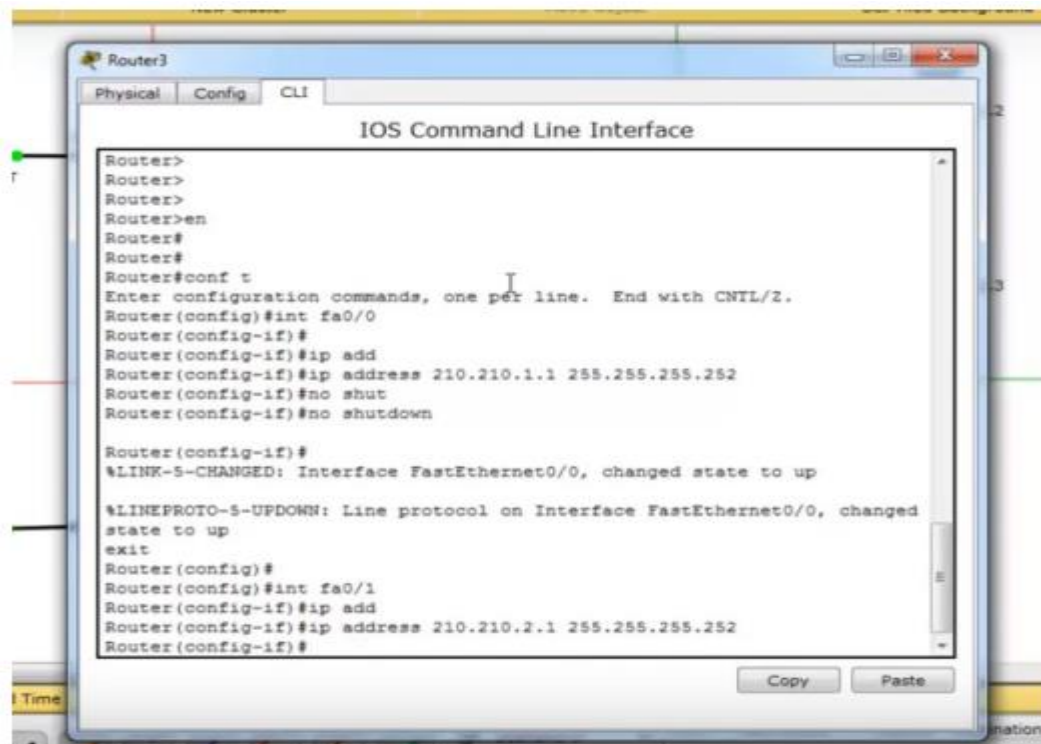 New Cluster
Router3
Physical Config CLI
IOS Command Line Interface
Router>
Router>
Router>
Router>en
Router#
Router#
Router#conf t
Enter configuration commands, one per line.  End with CNTL/Z.
Router(config)#int fa0/0
Router(config-if)#
Router(config-if)#ip add
Router(config-if)#ip address 210.210.1.1 255.255.255.252
Router(config-if)#no shut
Router(config-if)#no shutdown
Router(config-if)#
%LINK-5-CHANGED: Interface FastEthernet0/0, changed state to up
%LINEPROTO-5-UPDOWN: Line protocol on Interface FastEthernet0/0, changed
state to up
exit
Router(config)#
Router(config)#int fa0/1
Router(config-if)#ip add
Router(config-if)#ip address 210.210.2.1 255.255.255.252
Router(config-if)#
Copy Paste
Time